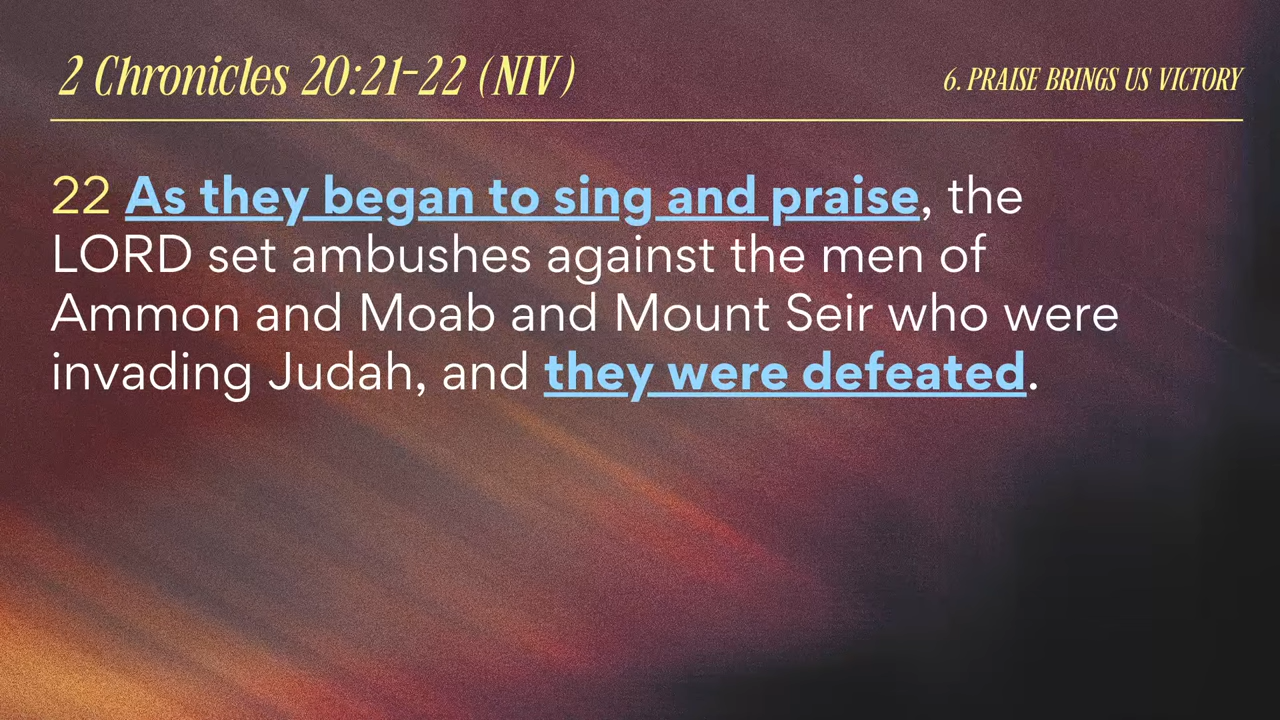 2 Chronicles 20:21-22 (NIV)
6. PRAISE BRINGS US VICTORY
22 As they began to sing and praise, the
LORD set ambushes against the men of
Ammon and Moab and Mount Seir who were
invading Judah, and they were defeated.